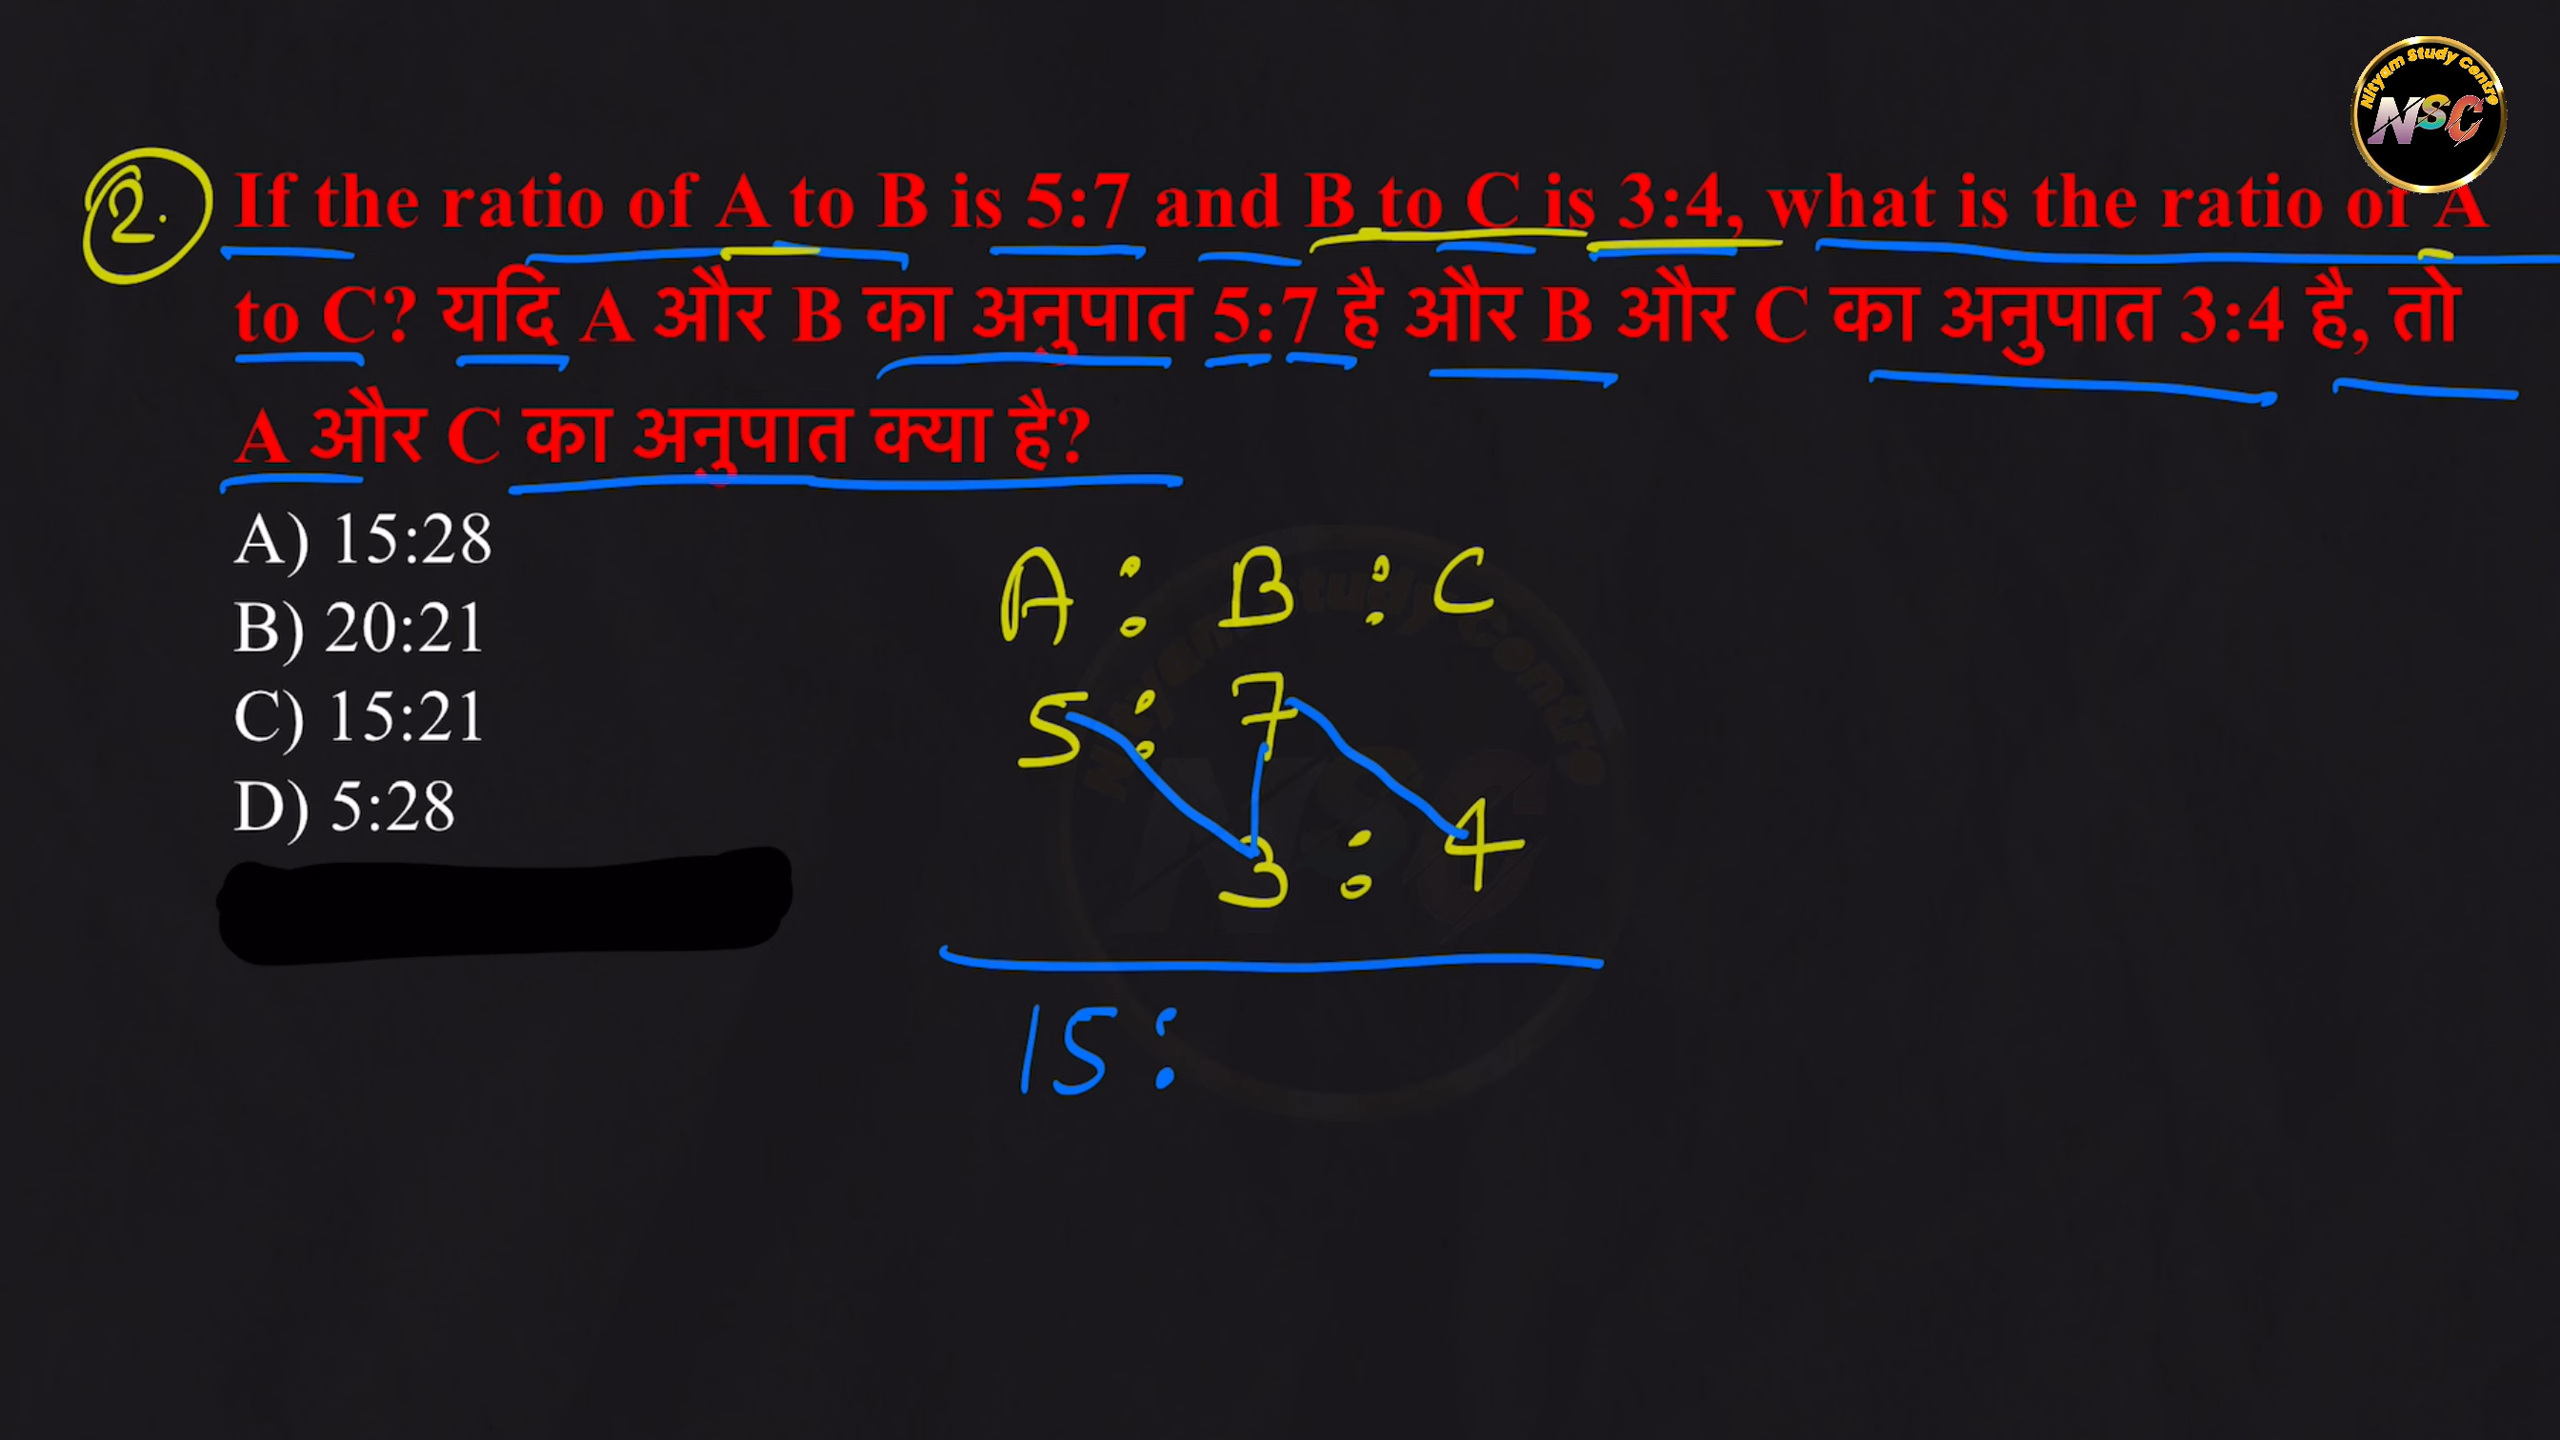 Nityam Study Centre
NSC
2.
If the ratio of A to B is 5:7 and B to C is 3:4, what is the ratio of A
to C? यदि A और B का अनुपात 5:7 है और B और C का अनुपात 3:4 है, तो
A और C का अनुपात क्या है?
A) 15:28
B) 20:21
C) 15:21
D) 5:28
A : B : C
5 : 7
3 : 4
15 :